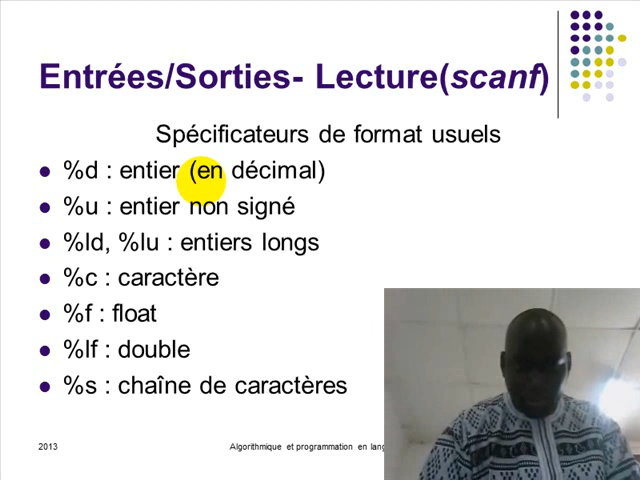 Entrées/Sorties- Lecture(scanf)
Spécificateurs de format usuels
%d : entier (en décimal)
%u : entier non signé
%ld, %lu : entiers longs
%c : caractère
%f : float
%lf : double
%s : chaîne de caractères
2013
Algorithmique et programmation en